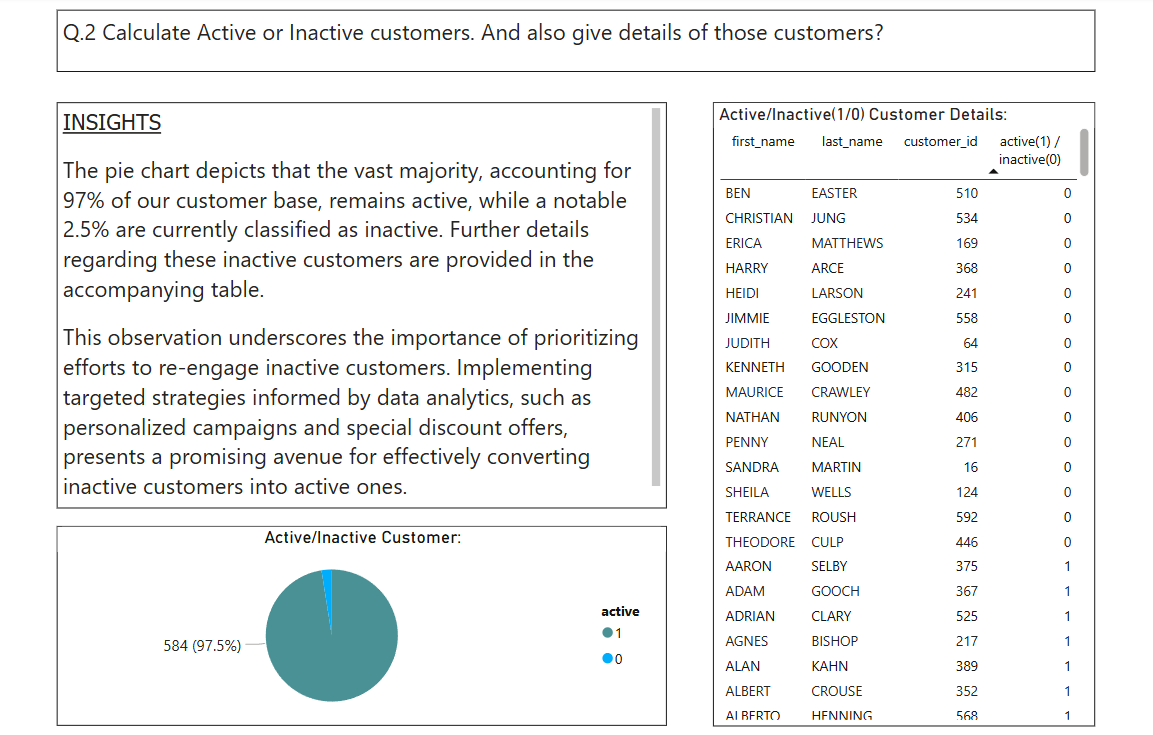 Q.2 Calculate Active or Inactive customers. And also give details of those customers?
INSIGHTS
The pie chart depicts that the vast majority, accounting for
97% of our customer base, remains active, while a notable
2.5% are currently classified as inactive. Further details
regarding these inactive customers are provided in the
accompanying table.
This observation underscores the importance of prioritizing
efforts to re-engage inactive customers. Implementing
targeted strategies informed by data analytics, such as
personalized campaigns and special discount offers,
presents a promising avenue for effectively converting
inactive customers into active ones.
Active/Inactive Customer:
584 (97.5%)
active
1
0
Active/Inactive(1/0) Customer Details:
first_name last_name customer_id active(1) /
inactive(0)
BEN EASTER 510 0
CHRISTIAN JUNG 534 0
ERICA MATTHEWS 169 0
HARRY ARCE 368 0
HEIDI LARSON 241 0
JIMMIE EGGLESTON 558 0
JUDITH COX 64 0
KENNETH GOODEN 315 0
MAURICE CRAWLEY 482 0
NATHAN RUNYON 406 0
PENNY NEAL 271 0
SANDRA MARTIN 16 0
SHEILA WELLS 124 0
TERRANCE ROUSH 592 0
THEODORE CULP 446 0
AARON SELBY 375 1
ADAM GOOCH 367 1
ADRIAN CLARY 525 1
AGNES BISHOP 217 1
ALAN KAHN 389 1
ALBERT CROUSE 352 1
ALBERTO HENNING 568 1